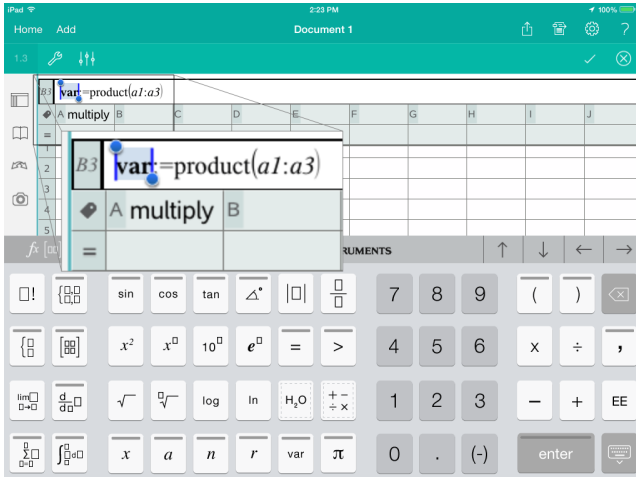 iPad 2:23 PM 100%
Home Add Document 1 ?
1.3
B3 var:=product(a1:a3)
A multiply B C D E F G H I J
=
1
2
3
4
5
B3 var:=product(a1:a3)
A multiply B
=
RUMENTS ↑ ↓ ← →
□! sin cos tan |□| 7 8 9 ( )
x² x□ 10□ e□ = > 4 5 6 x ÷ ,
lim□ □→□ d/d□ □ √ □√ log ln H₂O + − ÷ × 1 2 3 − + EE
Σ□ □=□ ∫□d□ x a n r var π 0 . (-) enter